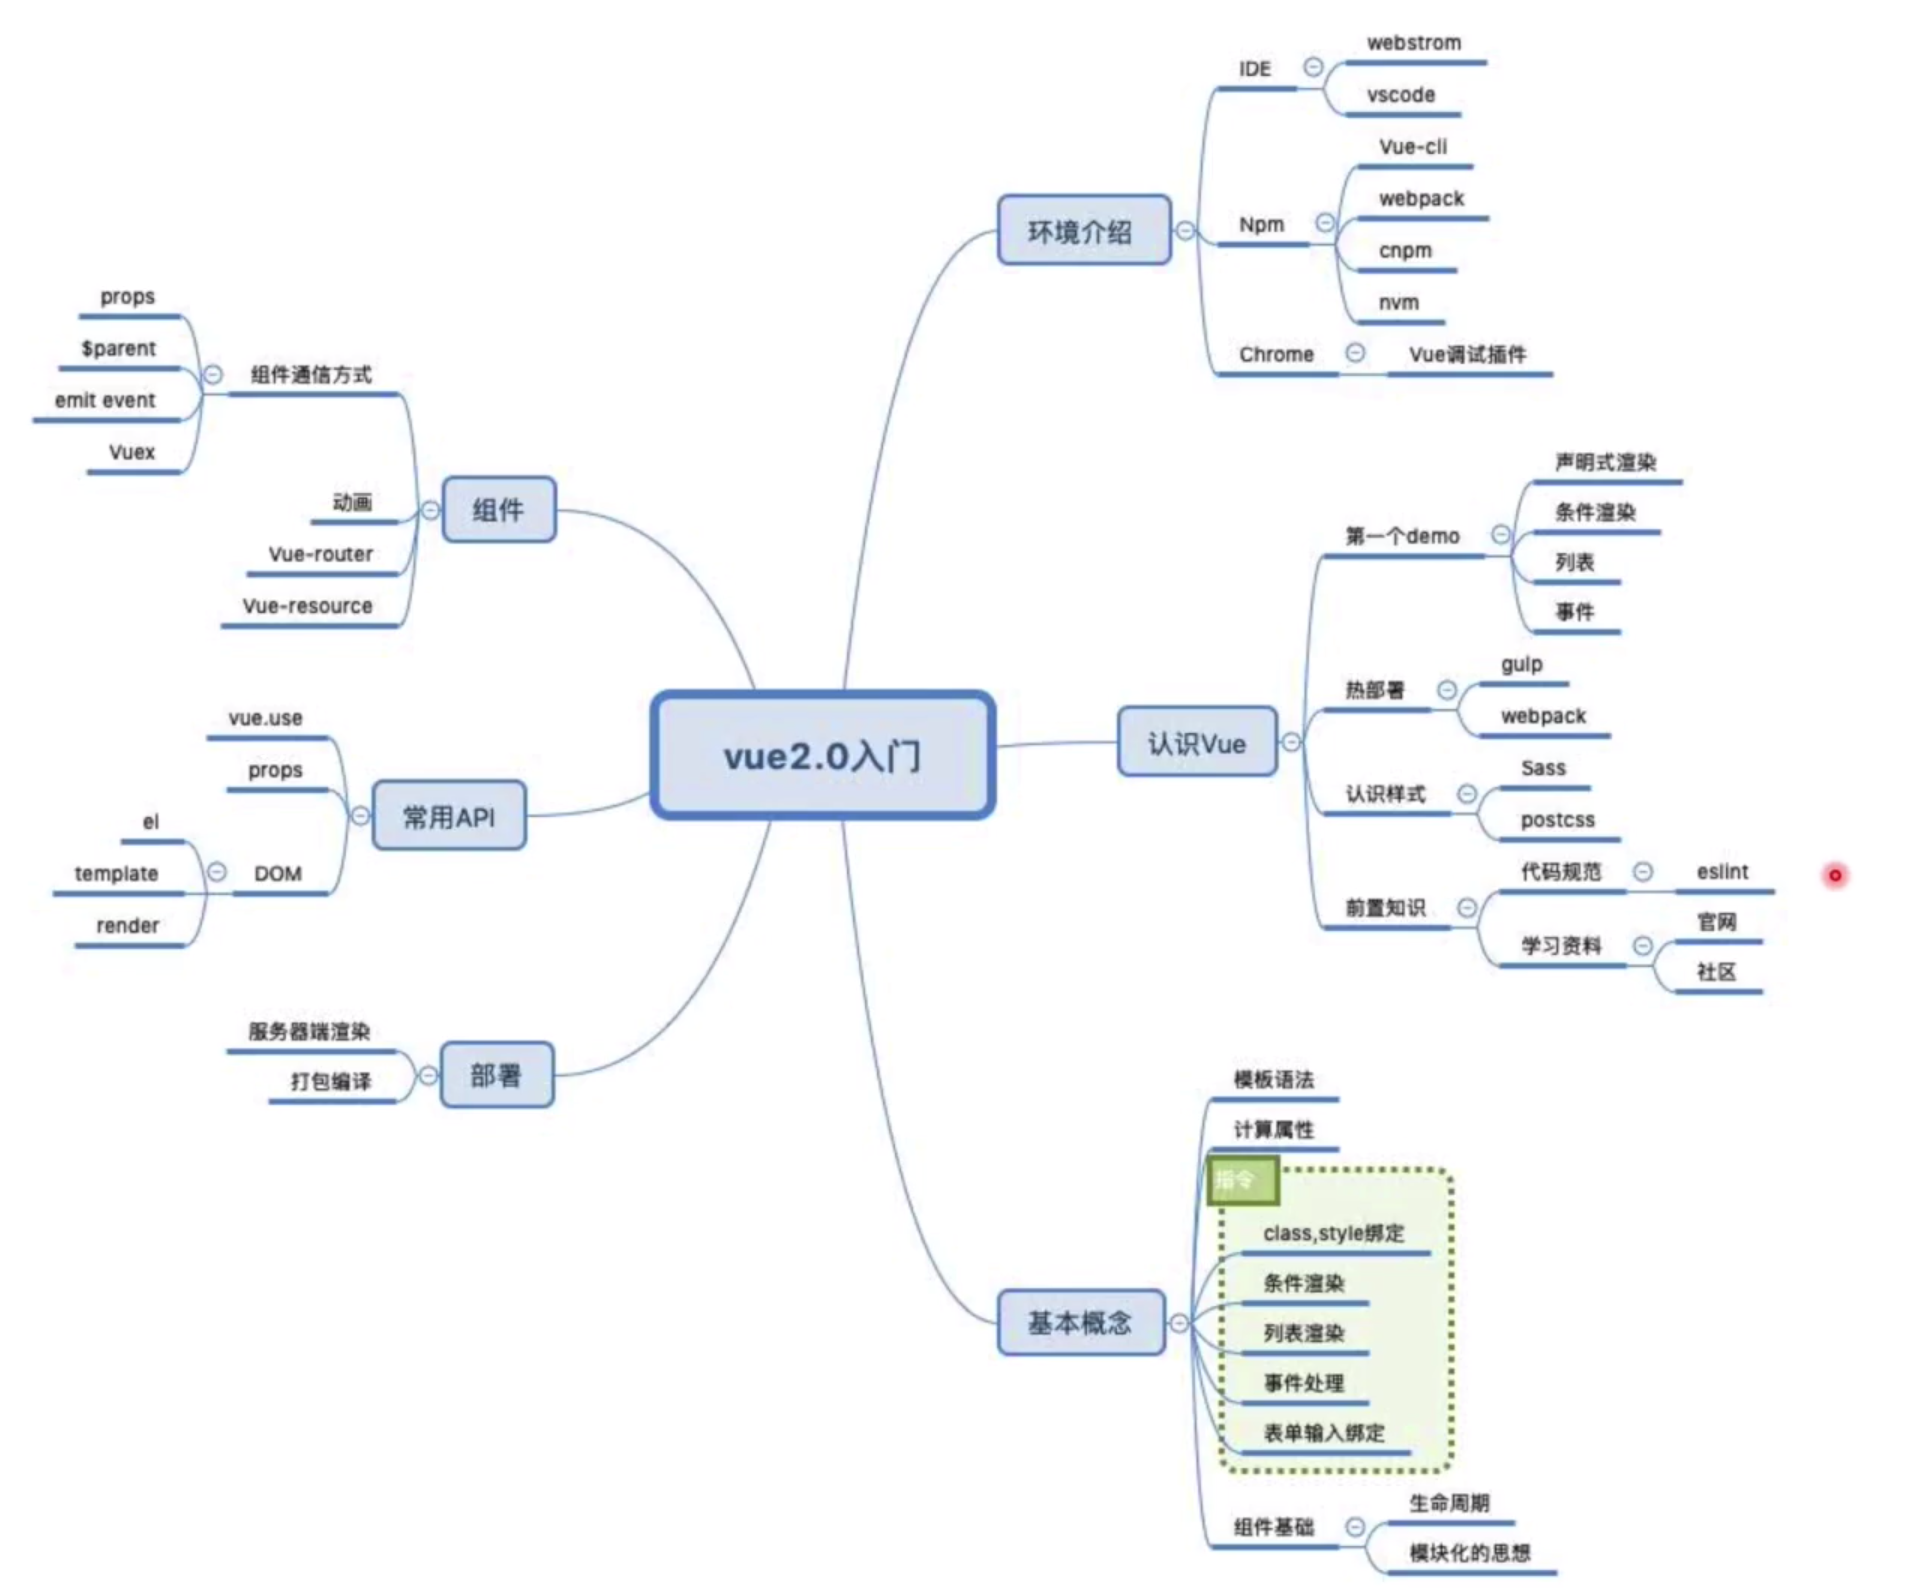 vue2.0入门
环境介绍
IDE
webstrom
vscode
Npm
Vue-cli
webpack
cnpm
nvm
Chrome
Vue调试插件
认识Vue
第一个demo
声明式渲染
条件渲染
列表
事件
热部署
gulp
webpack
认识样式
Sass
postcss
前置知识
代码规范
eslint
学习资料
官网
社区
基本概念
模板语法
计算属性
指令
class,style绑定
条件渲染
列表渲染
事件处理
表单输入绑定
组件基础
生命周期
模块化的思想
组件
组件通信方式
props
$parent
emit event
Vuex
动画
Vue-router
Vue-resource
常用API
vue.use
props
DOM
el
template
render
部署
服务器端渲染
打包编译